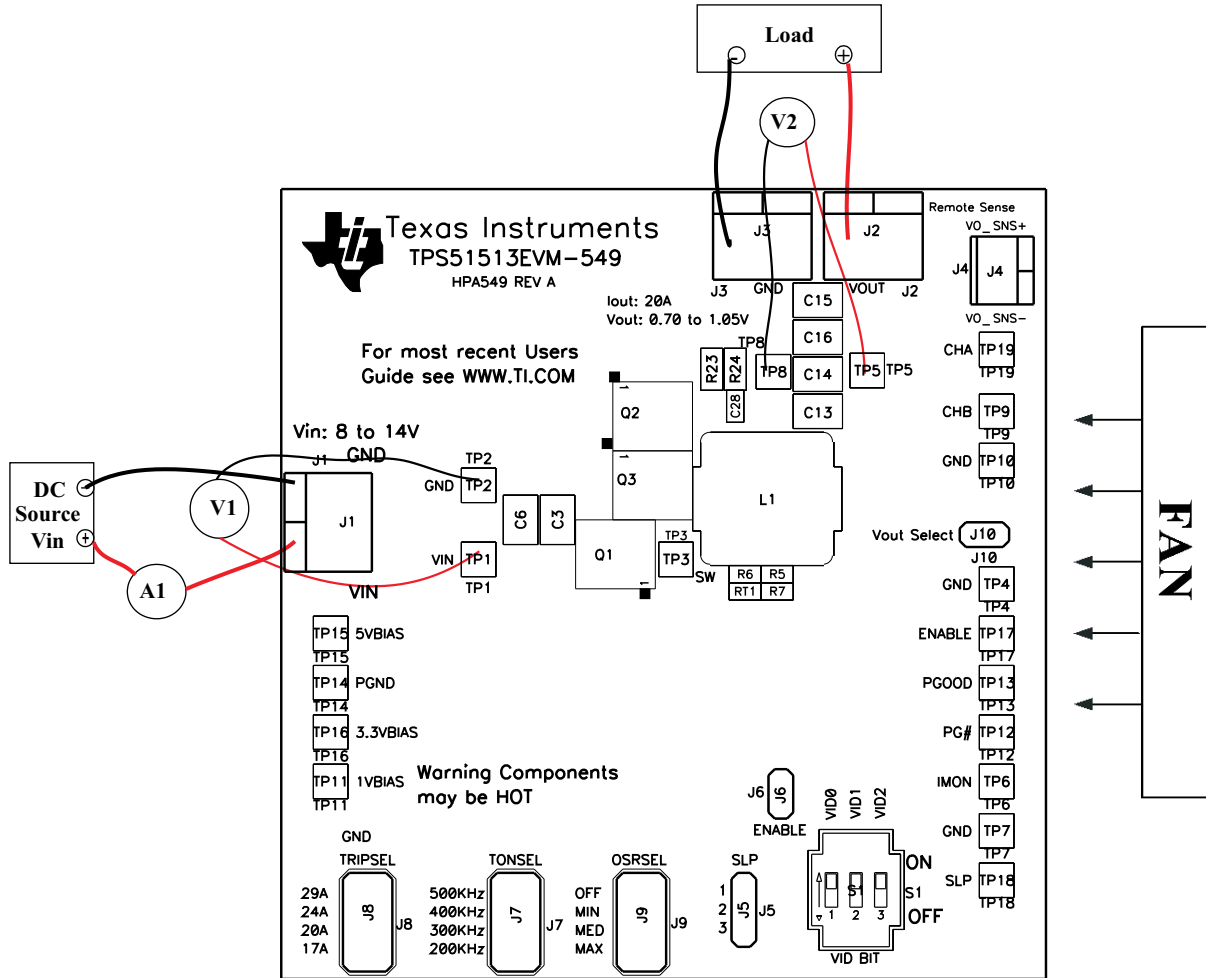 Load
V2
Texas Instruments
TPS51513EVM-549
HPA549 REV A
J3
J2
Remote Sense
VO_SNS+
J4
J4
VO_SNS-
J3
GND
VOUT
J2
Iout: 20A
Vout: 0.70 to 1.05V
C15
C16
C14
C13
TP8
R23
R24
TP8
C28
TP5
TP5
CHA
TP19
TP19
For most recent Users
Guide see WWW.TI.COM
1
Q2
1
Q3
CHB
TP9
TP9
GND
TP10
TP10
Vin: 8 to 14V
GND
J1
DC
Source
Vin
V1
A1
J1
VIN
TP2
GND
TP2
VIN
TP1
TP1
C6
C3
Q1
1
TP3
TP3
SW
L1
R6
R5
RT1
R7
Vout Select
J10
J10
GND
TP4
TP4
FAN
TP15
5VBIAS
TP15
TP14
PGND
TP14
TP16
3.3VBIAS
TP16
TP11
1VBIAS
TP11
Warning Components
may be HOT
ENABLE
TP17
TP17
PGOOD
TP13
TP13
PG#
TP12
TP12
IMON
TP6
TP6
GND
TP7
TP7
SLP
TP18
TP18
J6
J6
ENABLE
VID0
VID1
VID2
GND
TRIPSEL
29A
24A
20A
17A
J8
J8
TONSEL
500KHz
400KHz
300KHz
200KHz
J7
J7
OSRSEL
OFF
MIN
MED
MAX
J9
J9
SLP
1
2
3
J5
J5
ON
S1
S1
OFF
1
2
3
VID BIT